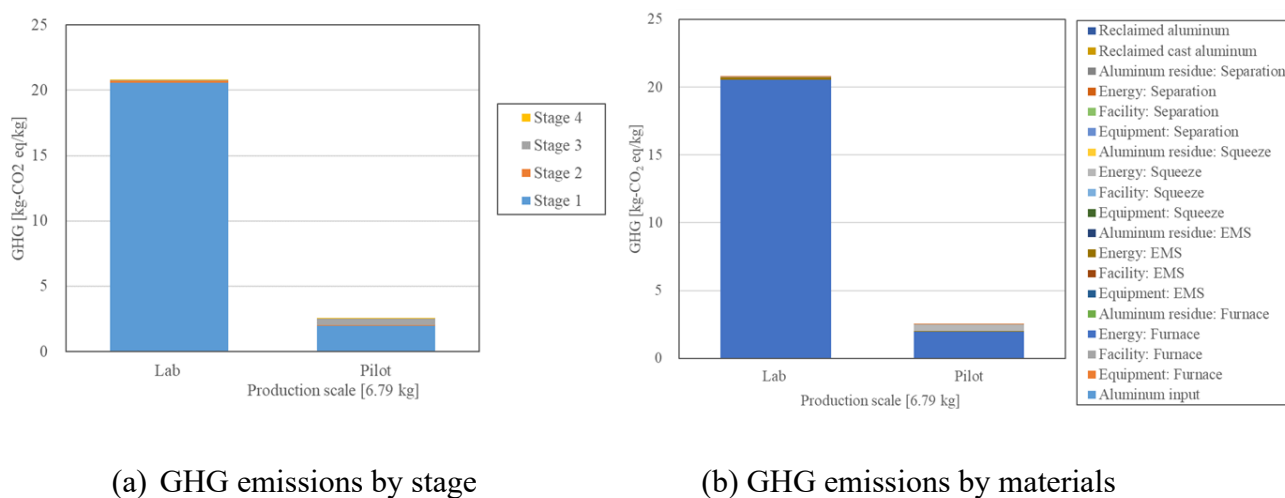 25
20
15
10
5
0
GHG [kg-CO2 eq/kg]
Lab
Pilot
Production scale [6.79 kg]
Stage 4
Stage 3
Stage 2
Stage 1
(a) GHG emissions by stage
25
20
15
10
5
0
GHG [kg-CO₂ eq/kg]
Lab
Pilot
Production scale [6.79 kg]
Reclaimed aluminum
Reclaimed cast aluminum
Aluminum residue: Separation
Energy: Separation
Facility: Separation
Equipment: Separation
Aluminum residue: Squeeze
Energy: Squeeze
Facility: Squeeze
Equipment: Squeeze
Aluminum residue: EMS
Energy: EMS
Facility: EMS
Equipment: EMS
Aluminum residue: Furnace
Energy: Furnace
Facility: Furnace
Equipment: Furnace
Aluminum input
(b) GHG emissions by materials